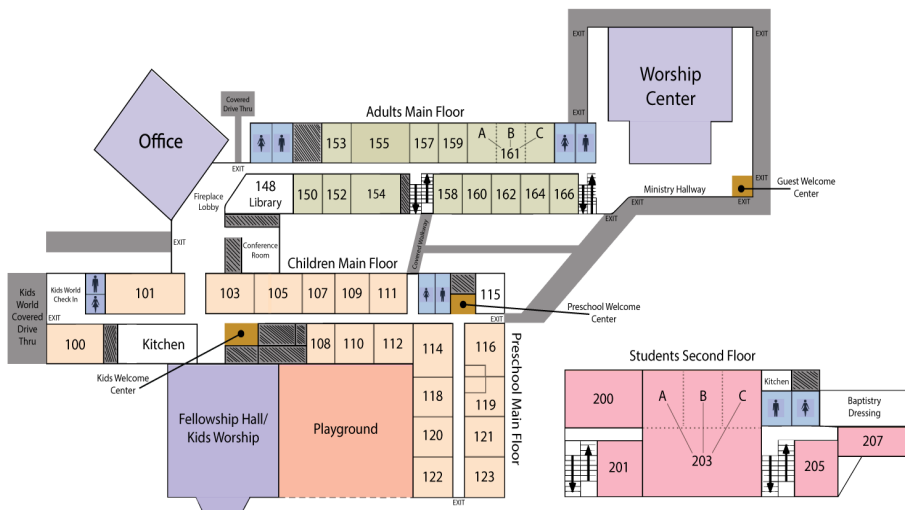 EXIT
EXIT
Worship
Center
Covered
Drive Thru
Adults Main Floor
EXIT
Office
153
155
157
159
A
B
C
161
EXIT
148
Library
Fireplace
Lobby
150
152
154
158
160
162
164
166
EXIT
EXIT
Ministry Hallway
Guest Welcome
Center
EXIT
EXIT
Covered Walkway
EXIT
Conference
Room
Children Main Floor
Kids
World
Covered
Drive
Thru
Kids World
Check In
101
103
105
107
109
111
115
Preschool Welcome
Center
EXIT
EXIT
100
Kitchen
108
110
112
114
116
Preschool Main Floor
Kids Welcome
Center
118
119
Fellowship Hall/
Kids Worship
Playground
120
121
122
123
EXIT
Students Second Floor
200
A
B
C
203
Kitchen
Baptistry
Dressing
201
205
207